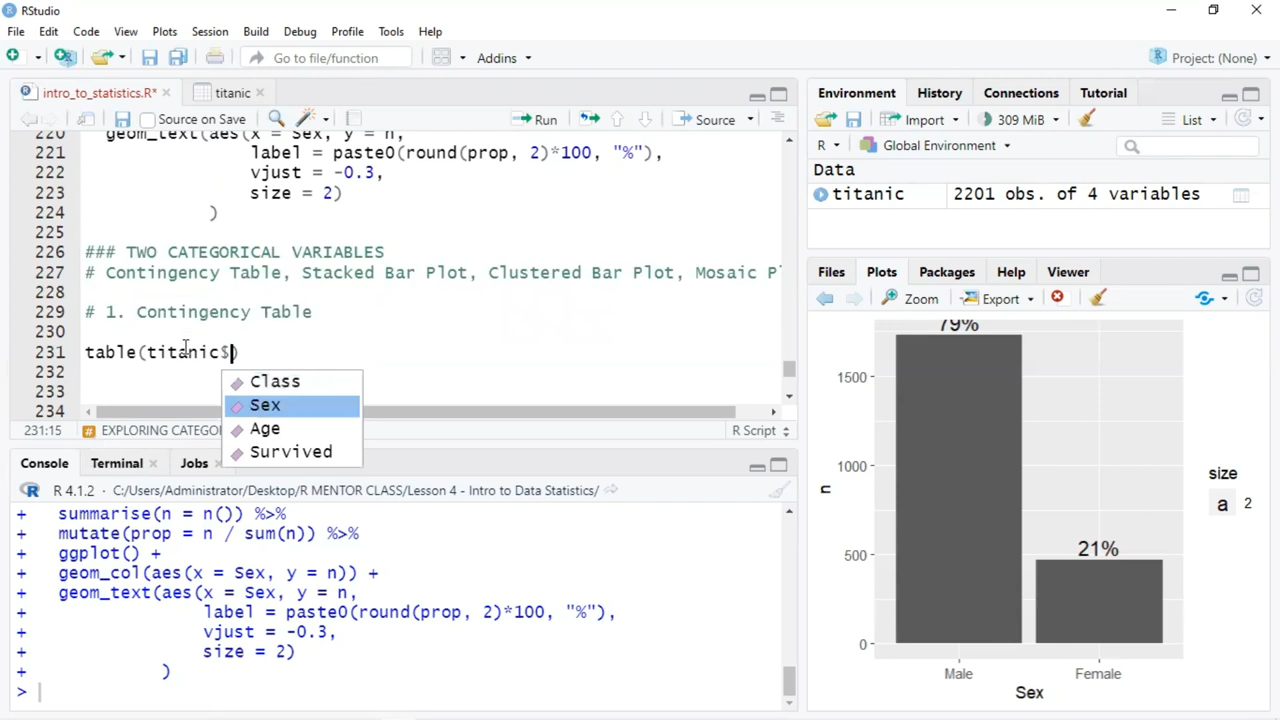 RStudio
File Edit Code View Plots Session Build Debug Profile Tools Help
Go to file/function Addins Project: (None)
intro_to_statistics.R* titanic
Source on Save Run Source
220 geom_text(aes(x = Sex, y = n,
221 label = paste0(round(prop, 2)*100, "%"),
222 vjust = -0.3,
223 size = 2)
224 )
225
226 ### TWO CATEGORICAL VARIABLES
227 # Contingency Table, Stacked Bar Plot, Clustered Bar Plot, Mosaic Pl
228
229 # 1. Contingency Table
230
231 table(titanic$)
232
233
234
Class
Sex
Age
Survived
231:15 # EXPLORING CATEGO R Script
Console Terminal Jobs
R 4.1.2 · C:/Users/Administrator/Desktop/R MENTOR CLASS/Lesson 4 - Intro to Data Statistics/
+ summarise(n = n()) %>%
+ mutate(prop = n / sum(n)) %>%
+ ggplot() +
+ geom_col(aes(x = Sex, y = n)) +
+ geom_text(aes(x = Sex, y = n,
+ label = paste0(round(prop, 2)*100, "%"),
+ vjust = -0.3,
+ size = 2)
+ )
>
Environment History Connections Tutorial
Import 309 MiB List
R Global Environment
Data
titanic 2201 obs. of 4 variables
Files Plots Packages Help Viewer
Zoom Export
79%
1500
1000
500
0
n
21%
size
a 2
Male Female
Sex